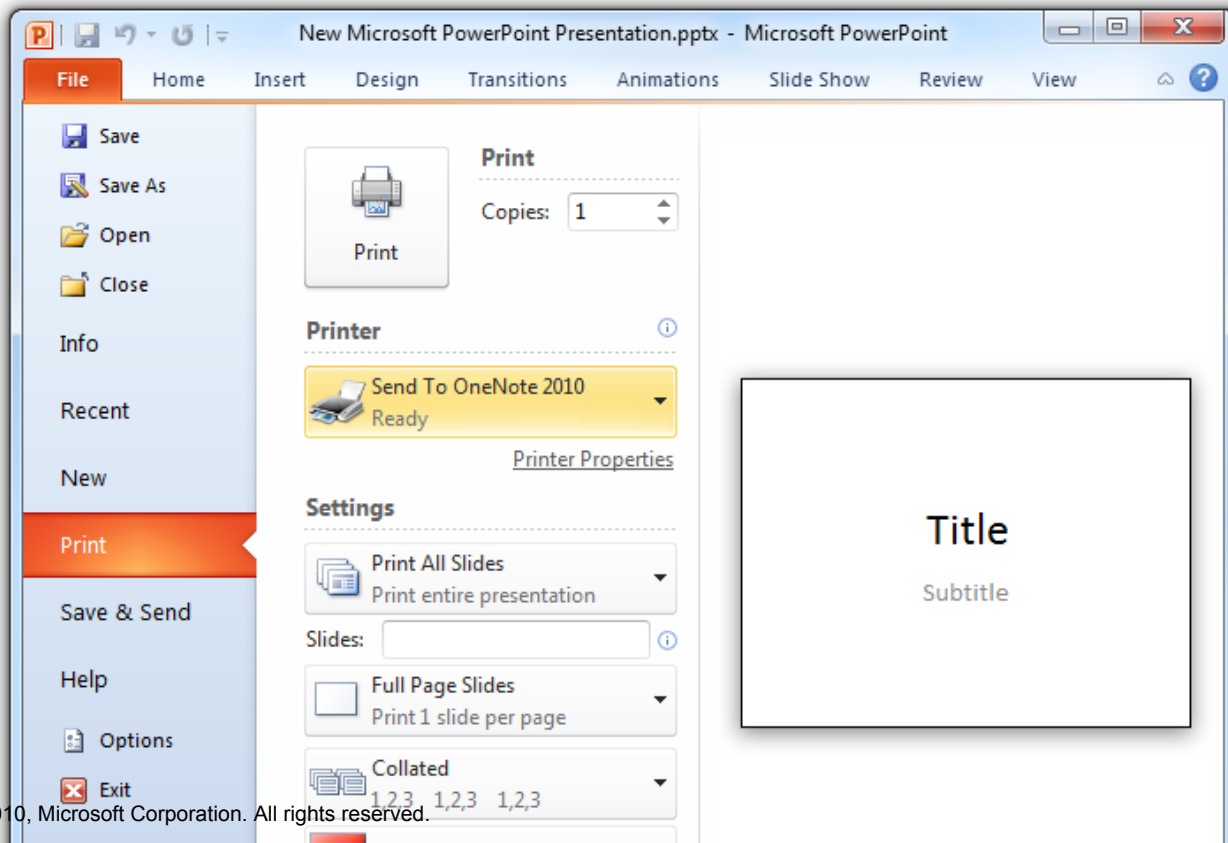 New Microsoft PowerPoint Presentation.pptx - Microsoft PowerPoint
File Home Insert Design Transitions Animations Slide Show Review View
Save
Save As
Open
Close
Info
Recent
New
Print
Save & Send
Help
Options
Exit
Print
Print
Copies: 1
Printer
Send To OneNote 2010
Ready
Printer Properties
Settings
Print All Slides
Print entire presentation
Slides:
Full Page Slides
Print 1 slide per page
Collated
1,2,3 1,2,3 1,2,3
Title
Subtitle
10, Microsoft Corporation. All rights reserved.